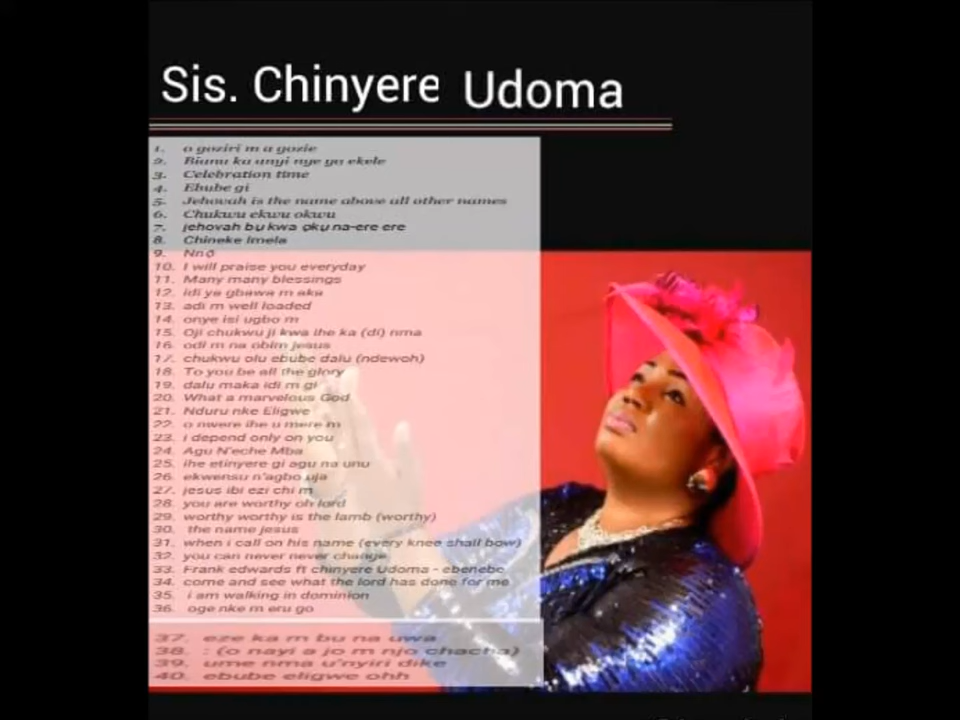 Sis. Chinyere Udoma
1. o goziri m a gozie
2. Bianu ka anyi nye ya ekele
3. Celebration time
4. Ebube gi
5. Jehovah is the name above all other names
6. Chukwu ekwu okwu
7. jehovah bụ kwa ọkụ na-ere ere
8. Chineke Imela
9. Nnọ
10. I will praise you everyday
11. Many many blessings
12. idi ya gbawa m aka
13. adi m well loaded
14. onye isi ugbo m
15. Oji chukwu ji kwa ihe ka (di) nma
16. odi m na obim jesus
17. chukwu olu ebube dalu (ndewoh)
18. To you be all the glory
19. dalu maka idi m gi
20. What a marvelous God
21. Nduru nke Eligwe
22. o nwere ihe u mere m
23. i depend only on you
24. Agu N'eche Mba
25. ihe etinyere gi agu na unu
26. ekwensu n'agbo uja
27. jesus ibi ezi chi m
28. you are worthy oh lord
29. worthy worthy is the lamb (worthy)
30. the name jesus
31. when i call on his name (every knee shall bow)
32. you can never never change
33. Frank edwards ft chinyere Udoma - ebenebe
34. come and see what the lord has done for me
35. i am walking in dominion
36. oge nke m eru go
37. eze ka m bu na uwa
38. : (o nayi a jo m njo chacha)
39. ume nma u'nyiri dike
40. ebube eligwe ohh